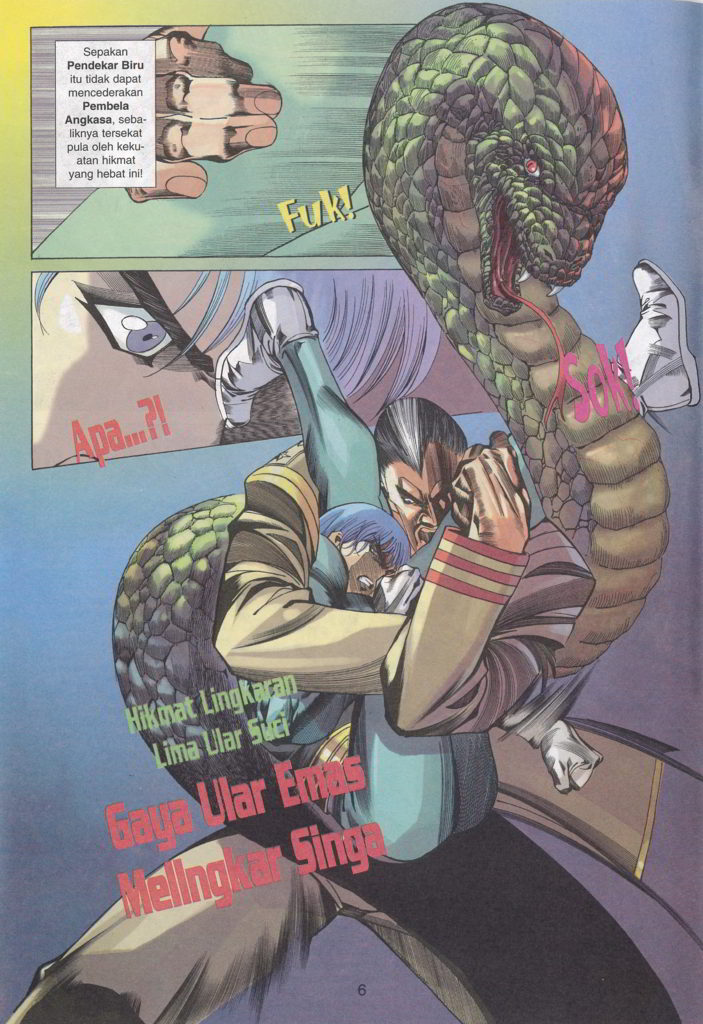 Sepakan
Pendekar Biru
itu tidak dapat
mencederakan
Pembela
Angkasa, seba-
liknya tersekat
pula oleh keku-
atan hikmat
yang hebat ini!
Fuk!
Apa...?!
Sok!
Hikmat Lingkaran
Lima Ular Suci
Gaya Ular Emas
Melingkar Singa
6